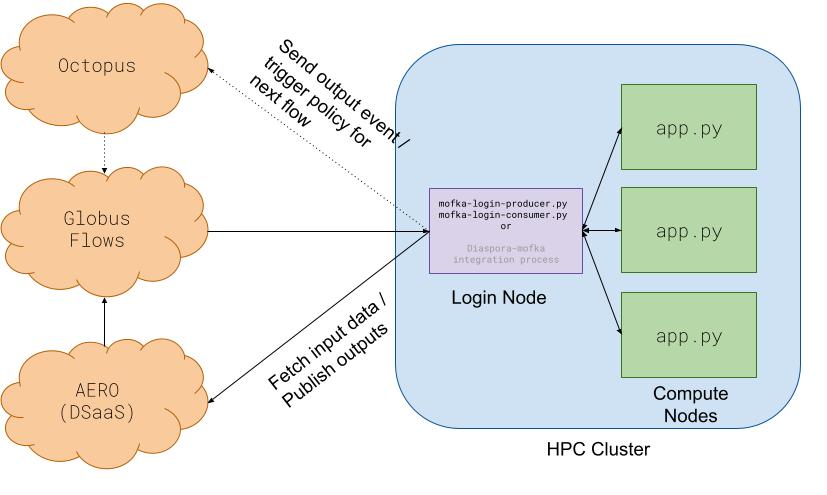 Octopus
Globus
Flows
AERO
(DSaaS)
Send output event /
trigger policy for
next flow
Fetch input data /
Publish outputs
mofka-login-producer.py
mofka-login-consumer.py
or
Diaspora-mofka
integration process
Login Node
app.py
app.py
app.py
Compute
Nodes
HPC Cluster